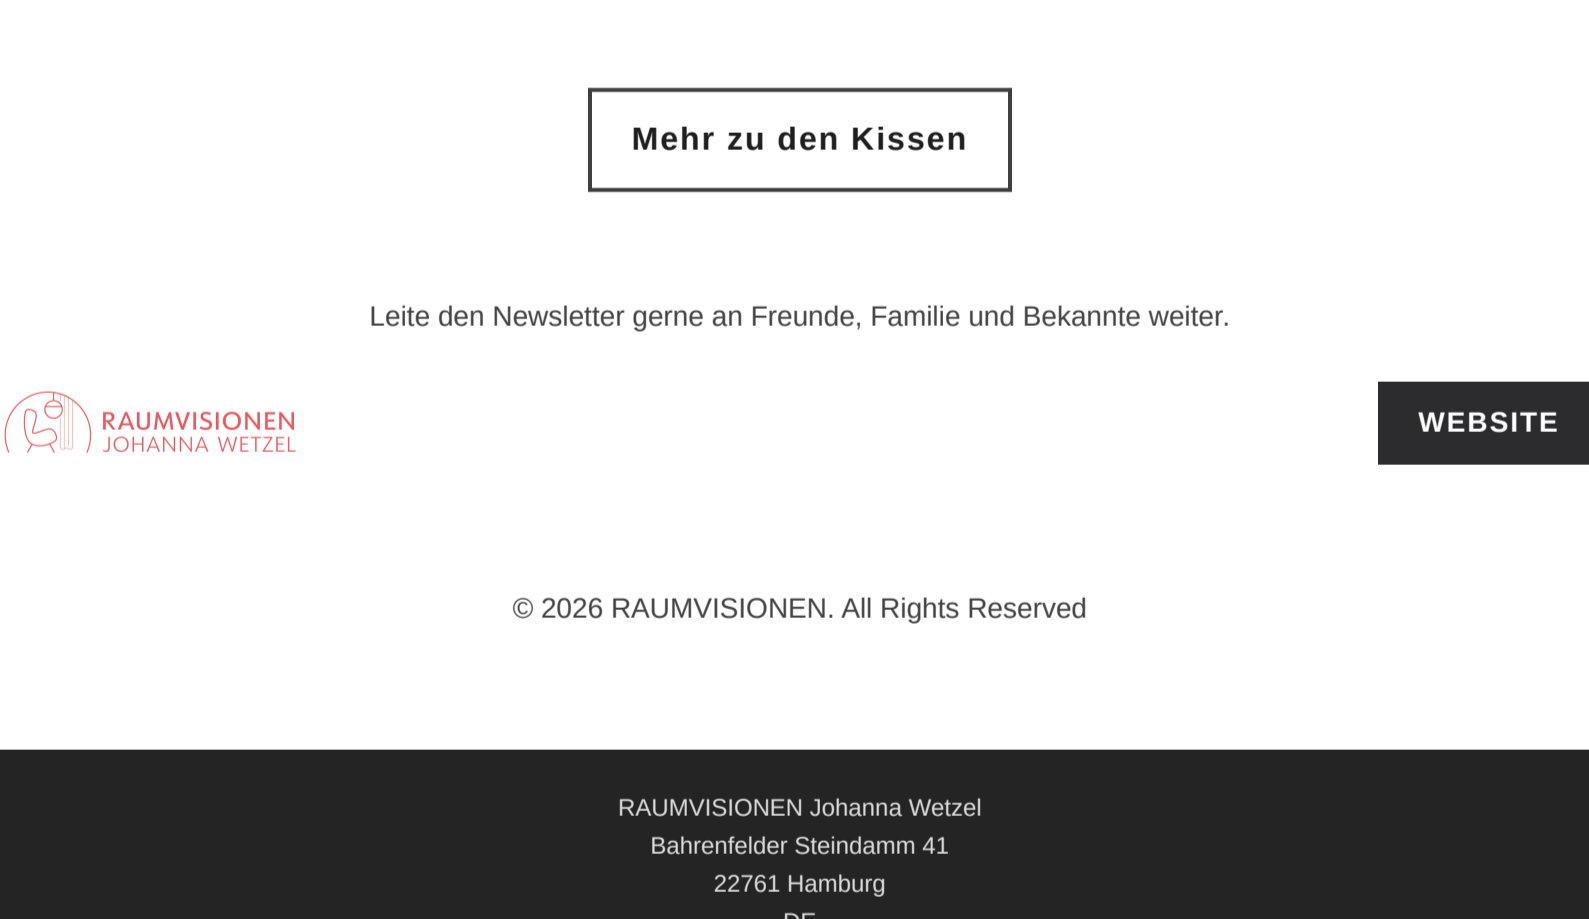 Mehr zu den Kissen
Leite den Newsletter gerne an Freunde, Familie und Bekannte weiter.
RAUMVISIONEN
JOHANNA WETZEL
WEBSITE
© 2026 RAUMVISIONEN. All Rights Reserved
RAUMVISIONEN Johanna Wetzel
Bahrenfelder Steindamm 41
22761 Hamburg
DE